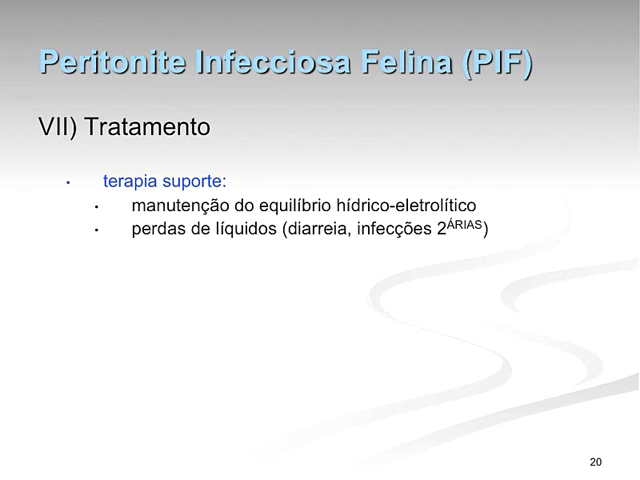 Peritonite Infecciosa Felina (PIF)
VII) Tratamento
• terapia suporte:
• manutenção do equilíbrio hídrico-eletrolítico
• perdas de líquidos (diarreia, infecções 2ÁRIAS)
20